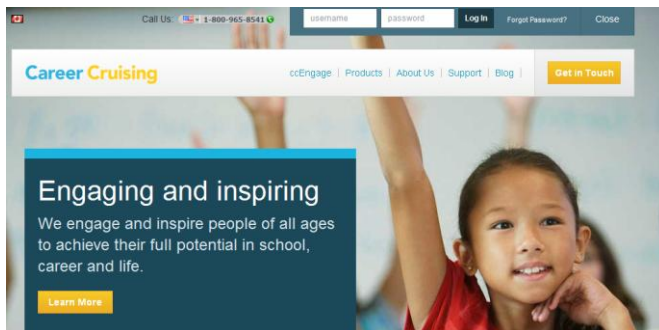 Call Us: 1-800-965-8541
username password Log In Forgot Password? Close
Career Cruising
ccEngage | Products | About Us | Support | Blog |
Get in Touch
Engaging and inspiring
We engage and inspire people of all ages
to achieve their full potential in school,
career and life.
Learn More